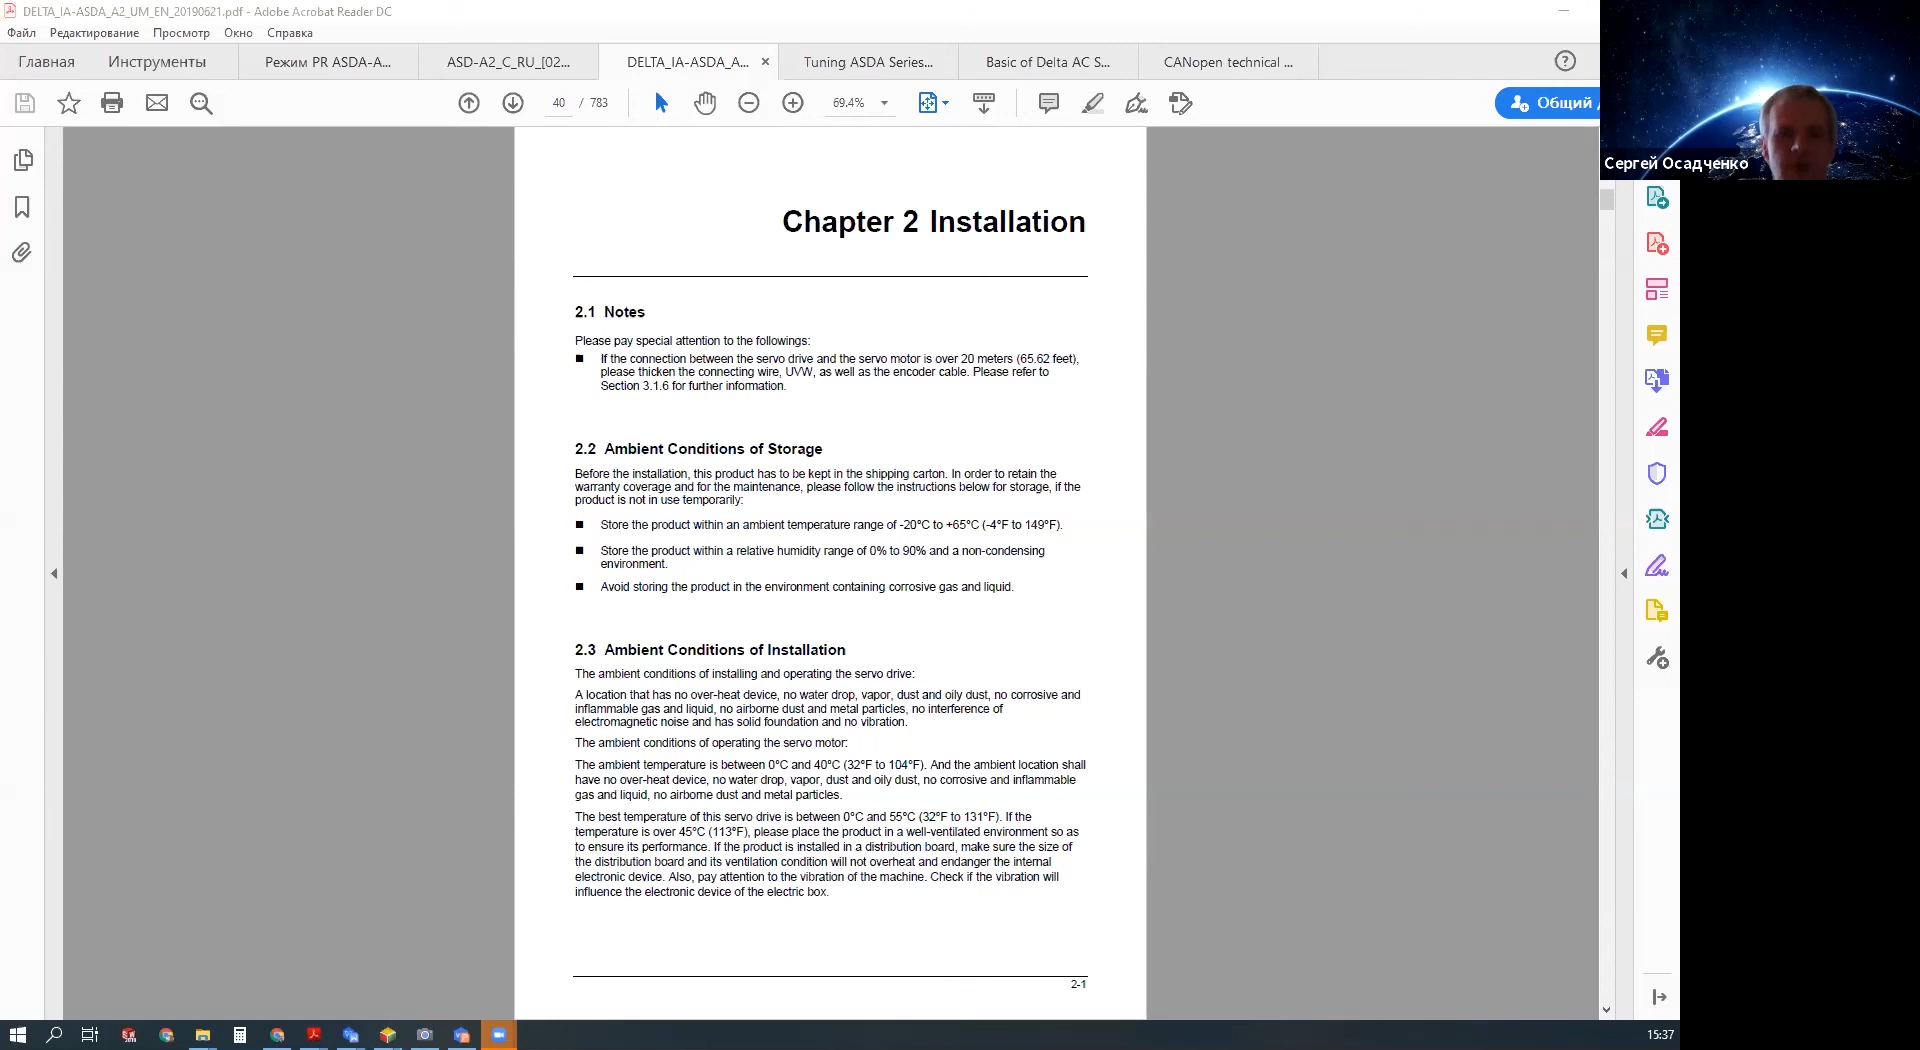 DELTA_IA-ASDA_A2_UM_EN_20190621.pdf - Adobe Acrobat Reader DC
Файл Редактирование Просмотр Окно Справка
Главная Инструменты Режим PR ASDA-A... ASD-A2_C_RU_[02... DELTA_IA-ASDA_A... Tuning ASDA Series... Basic of Delta AC S... CANopen technical ...
40 / 783 69.4% Общий
Сергей Осадченко
Chapter 2 Installation
2.1 Notes
Please pay special attention to the followings:
■ If the connection between the servo drive and the servo motor is over 20 meters (65.62 feet),
please thicken the connecting wire, UVW, as well as the encoder cable. Please refer to
Section 3.1.6 for further information.
2.2 Ambient Conditions of Storage
Before the installation, this product has to be kept in the shipping carton. In order to retain the
warranty coverage and for the maintenance, please follow the instructions below for storage, if the
product is not in use temporarily:
■ Store the product within an ambient temperature range of -20°C to +65°C (-4°F to 149°F).
■ Store the product within a relative humidity range of 0% to 90% and a non-condensing
environment.
■ Avoid storing the product in the environment containing corrosive gas and liquid.
2.3 Ambient Conditions of Installation
The ambient conditions of installing and operating the servo drive:
A location that has no over-heat device, no water drop, vapor, dust and oily dust, no corrosive and
inflammable gas and liquid, no airborne dust and metal particles, no interference of
electromagnetic noise and has solid foundation and no vibration.
The ambient conditions of operating the servo motor:
The ambient temperature is between 0°C and 40°C (32°F to 104°F). And the ambient location shall
have no over-heat device, no water drop, vapor, dust and oily dust, no corrosive and inflammable
gas and liquid, no airborne dust and metal particles.
The best temperature of this servo drive is between 0°C and 55°C (32°F to 131°F). If the
temperature is over 45°C (113°F), please place the product in a well-ventilated environment so as
to ensure its performance. If the product is installed in a distribution board, make sure the size of
the distribution board and its ventilation condition will not overheat and endanger the internal
electronic device. Also, pay attention to the vibration of the machine. Check if the vibration will
influence the electronic device of the electric box.
2-1
15:37